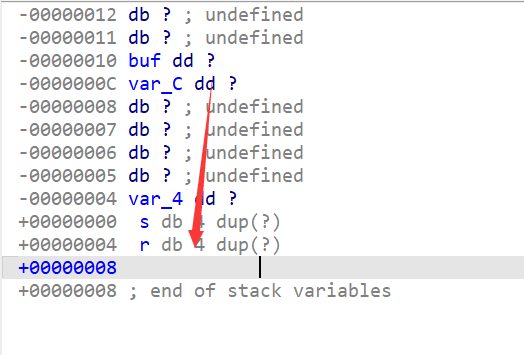 -00000012 db ? ; undefined
-00000011 db ? ; undefined
-00000010 buf dd ?
-0000000C var_C dd ?
-00000008 db ? ; undefined
-00000007 db ? ; undefined
-00000006 db ? ; undefined
-00000005 db ? ; undefined
-00000004 var_4 dd ?
+00000000  s db 4 dup(?)
+00000004  r db 4 dup(?)
+00000008
+00000008 ; end of stack variables